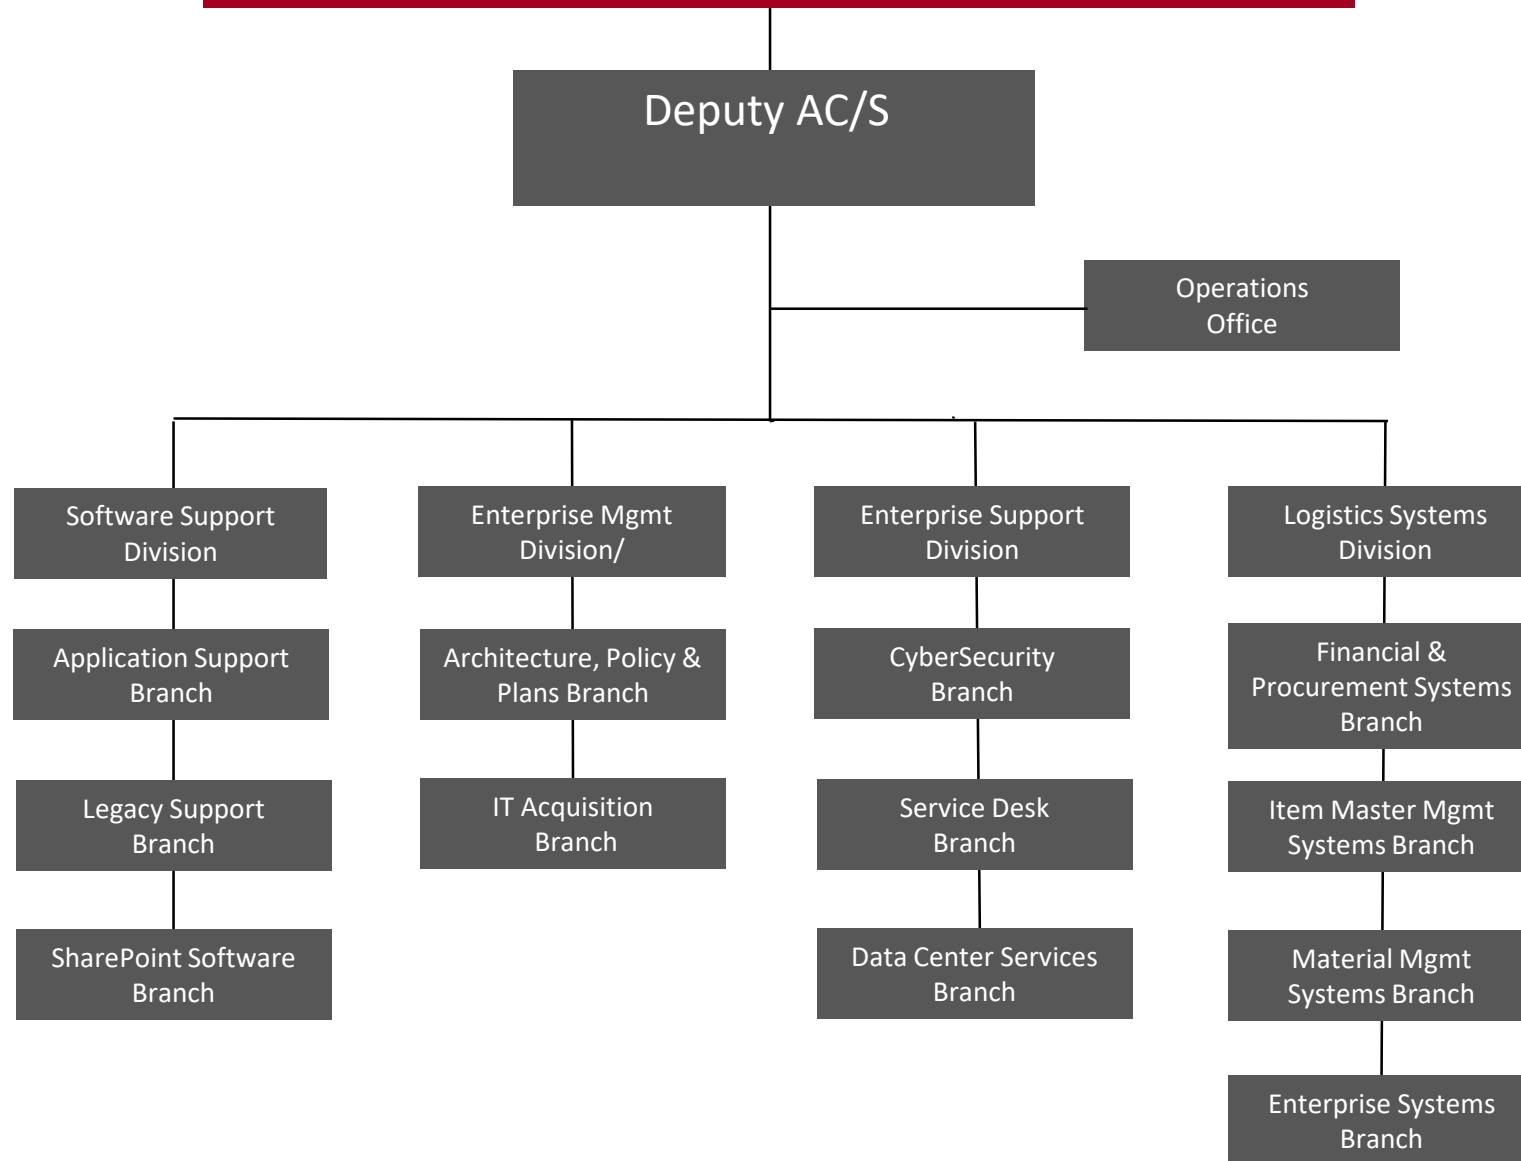 Deputy AC/S
Operations
Office
Software Support
Division
Enterprise Mgmt
Division/
Enterprise Support
Division
Logistics Systems
Division
Application Support
Branch
Architecture, Policy &
Plans Branch
CyberSecurity
Branch
Financial &
Procurement Systems
Branch
Legacy Support
Branch
IT Acquisition
Branch
Service Desk
Branch
Item Master Mgmt
Systems Branch
SharePoint Software
Branch
Data Center Services
Branch
Material Mgmt
Systems Branch
Enterprise Systems
Branch